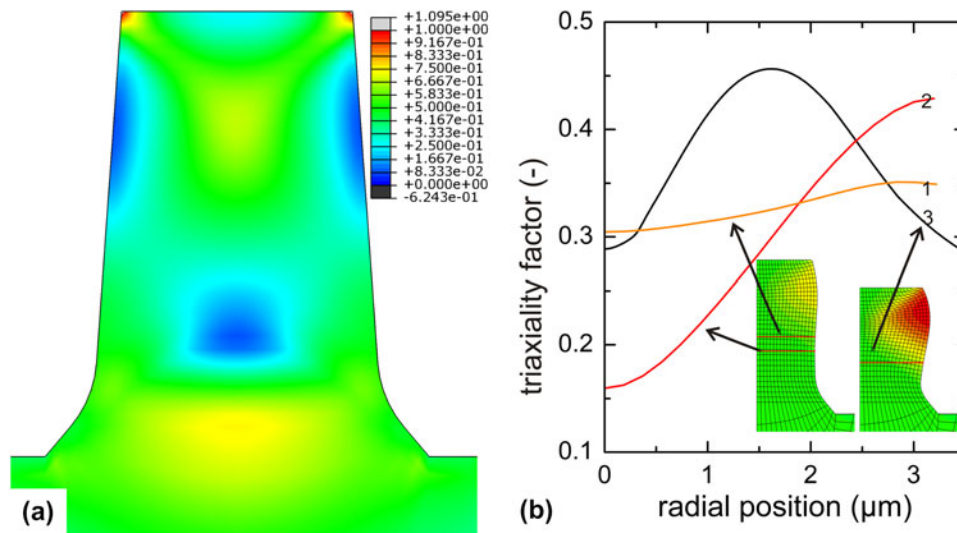 +1.095e+00
+1.000e+00
+9.167e-01
+8.333e-01
+7.500e-01
+6.667e-01
+5.833e-01
+5.000e-01
+4.167e-01
+3.333e-01
+2.500e-01
+1.667e-01
+8.333e-02
+0.000e+00
-6.243e-01
(a)
0.5
0.4
0.3
0.2
0.1
triaxiality factor (-)
2
1
3
0
1
2
3
radial position (µm)
(b)